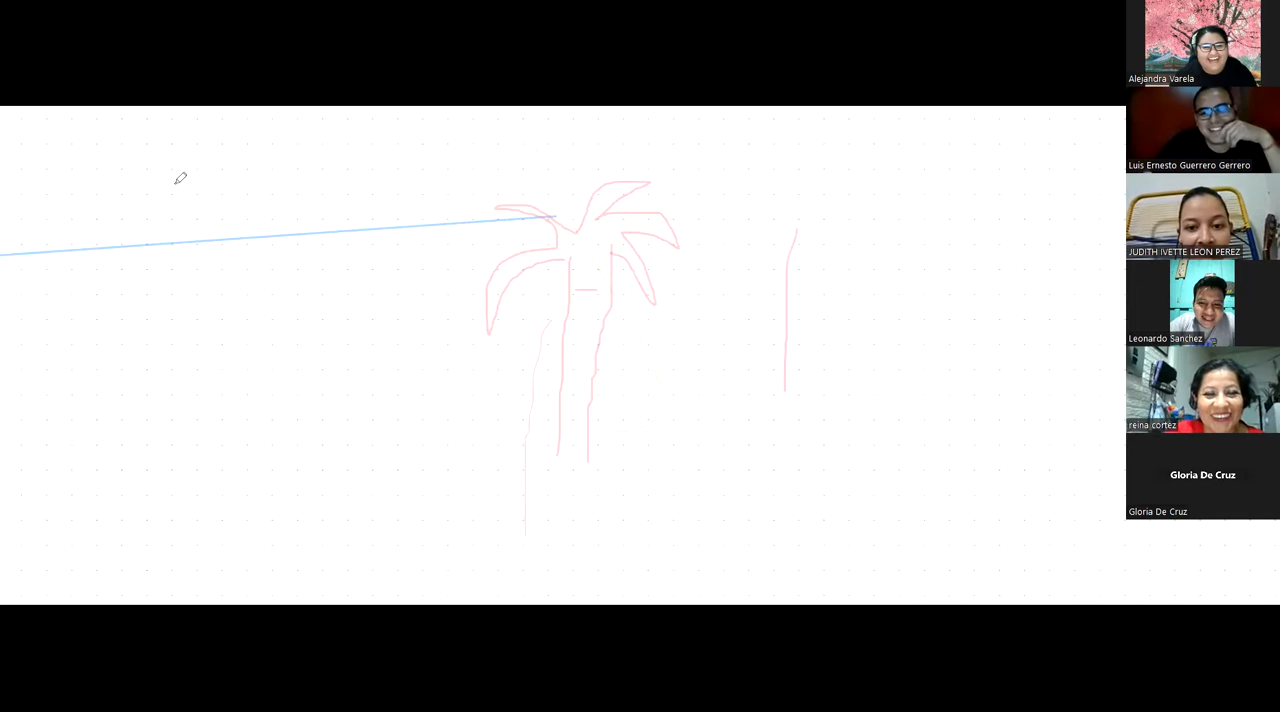 Alejandra Varela
Luis Ernesto Guerrero Gerrero
JUDITH IVETTE LEON PEREZ
Leonardo Sanchez
reina cortez
Gloria De Cruz
Gloria De Cruz